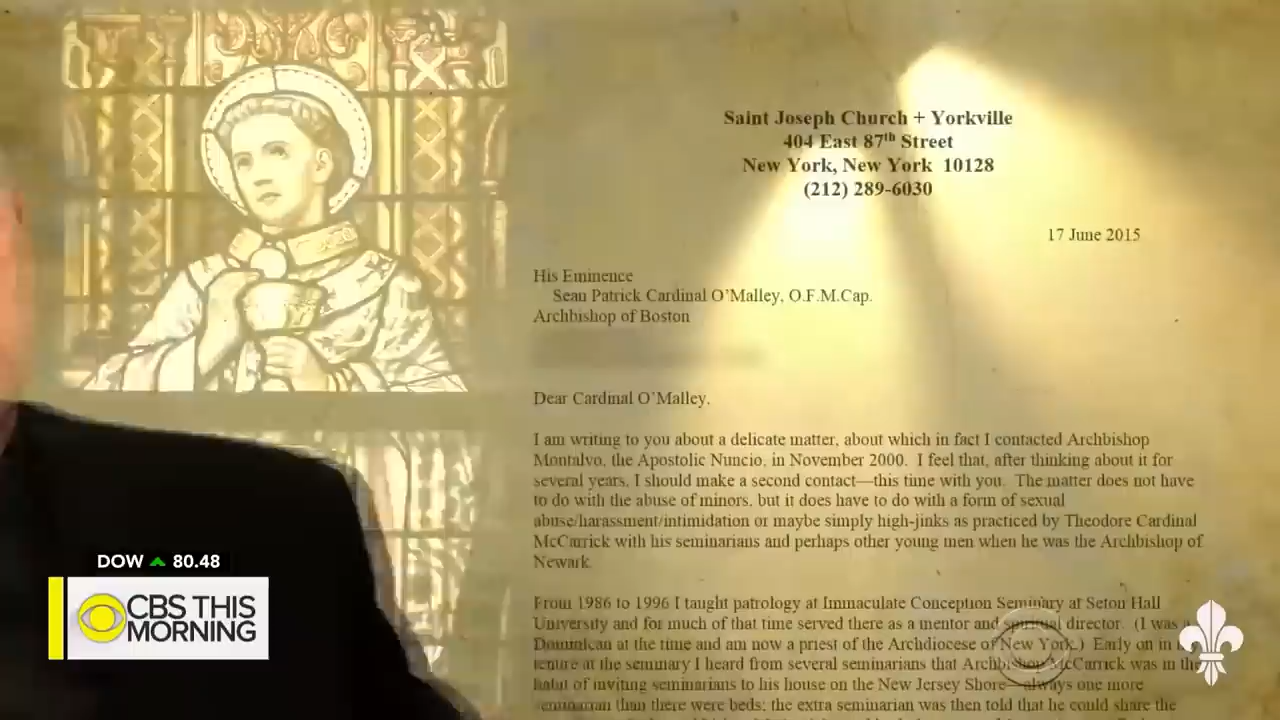 Saint Joseph Church + Yorkville
404 East 87th Street
New York, New York 10128
(212) 289-6030
17 June 2015
His Eminence
Sean Patrick Cardinal O’Malley, O.F.M.Cap.
Archbishop of Boston
Dear Cardinal O’Malley,
I am writing to you about a delicate matter, about which in fact I contacted Archbishop
Montalvo, the Apostolic Nuncio, in November 2000. I feel that, after thinking about it for
several years, I should make a second contact—this time with you. The matter does not have
to do with the abuse of minors, but it does have to do with a form of sexual
abuse/harassment/intimidation or maybe simply high-jinks as practiced by Theodore Cardinal
McCarrick with his seminarians and perhaps other young men when he was the Archbishop of
Newark.
From 1986 to 1996 I taught patrology at Immaculate Conception Seminary at Seton Hall
University and for much of that time served there as a mentor and spiritual director. (I was a
Dominican at the time and am now a priest of the Archdiocese of New York.) Early on in my
tenure at the seminary I heard from several seminarians that Archbishop McCarrick was in the
habit of inviting seminarians to his house on the New Jersey Shore—always one more
seminarian than there were beds; the extra seminarian was then told that he could share the
DOW 80.48
CBS THIS
MORNING